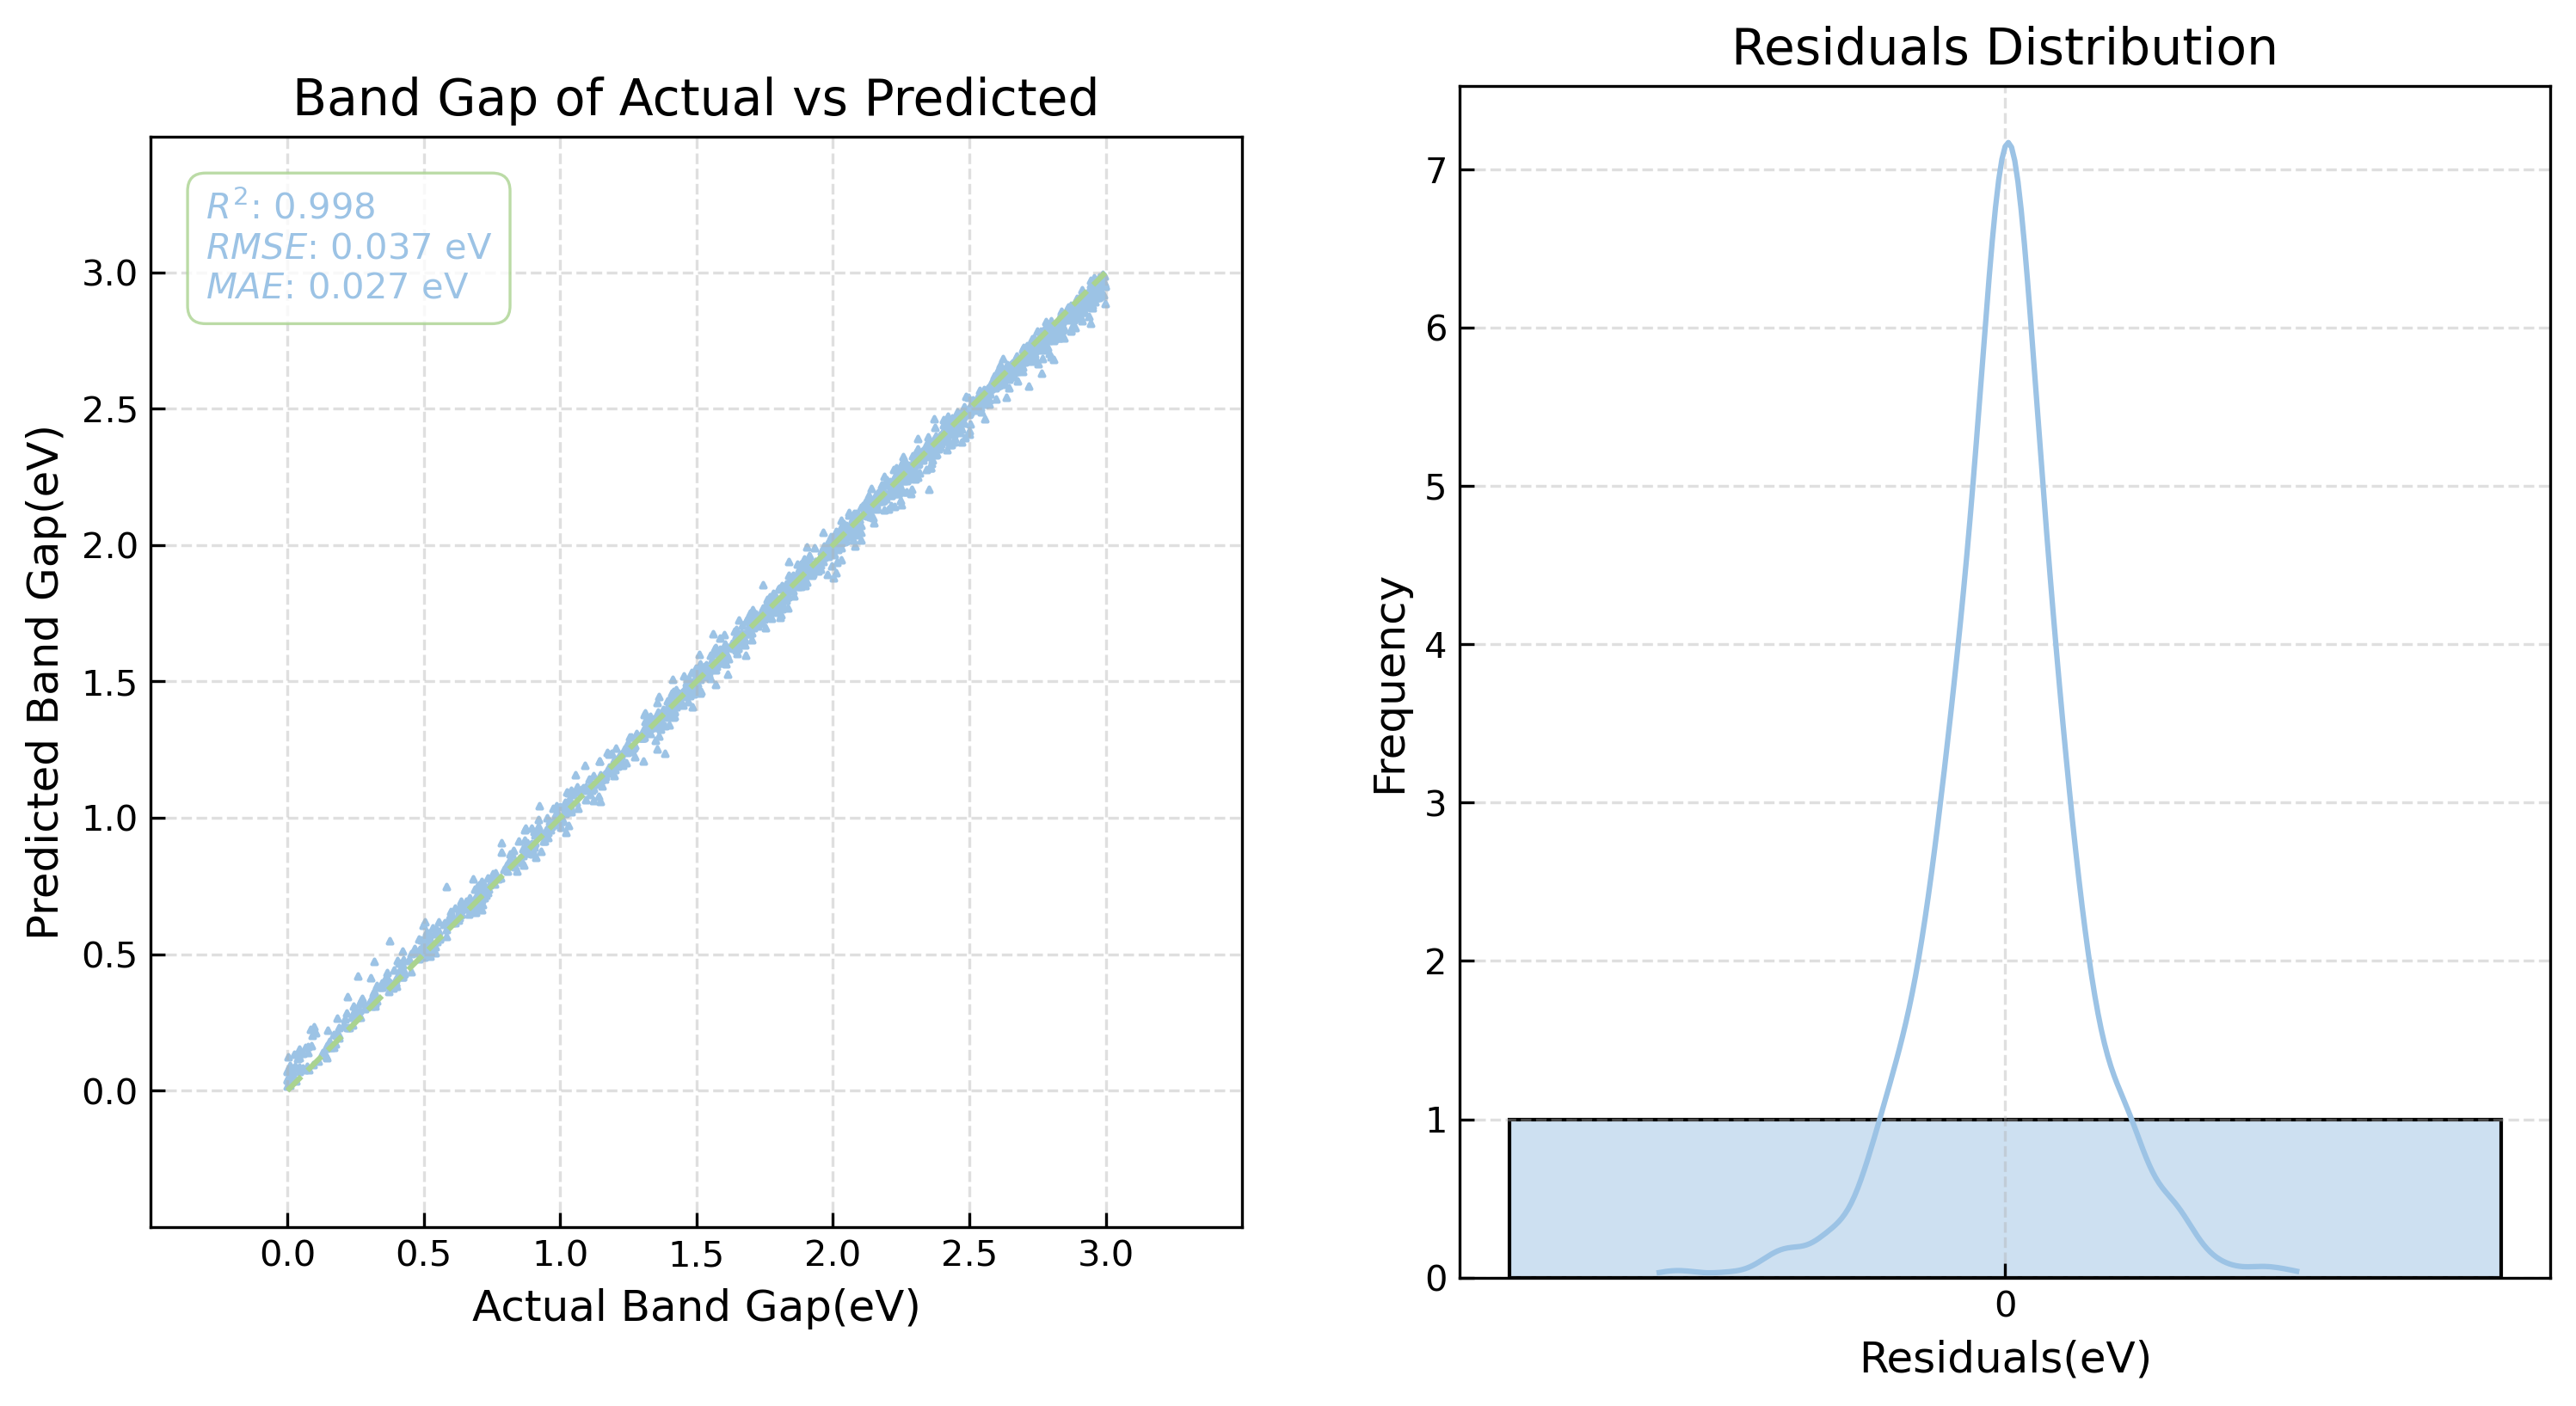 Band Gap of Actual vs Predicted
R²: 0.998
RMSE: 0.037 eV
MAE: 0.027 eV
3.0
2.5
2.0
1.5
1.0
0.5
0.0
Predicted Band Gap(eV)
0.0 0.5 1.0 1.5 2.0 2.5 3.0
Actual Band Gap(eV)
Residuals Distribution
7
6
5
4
3
2
1
0
Frequency
0
Residuals(eV)